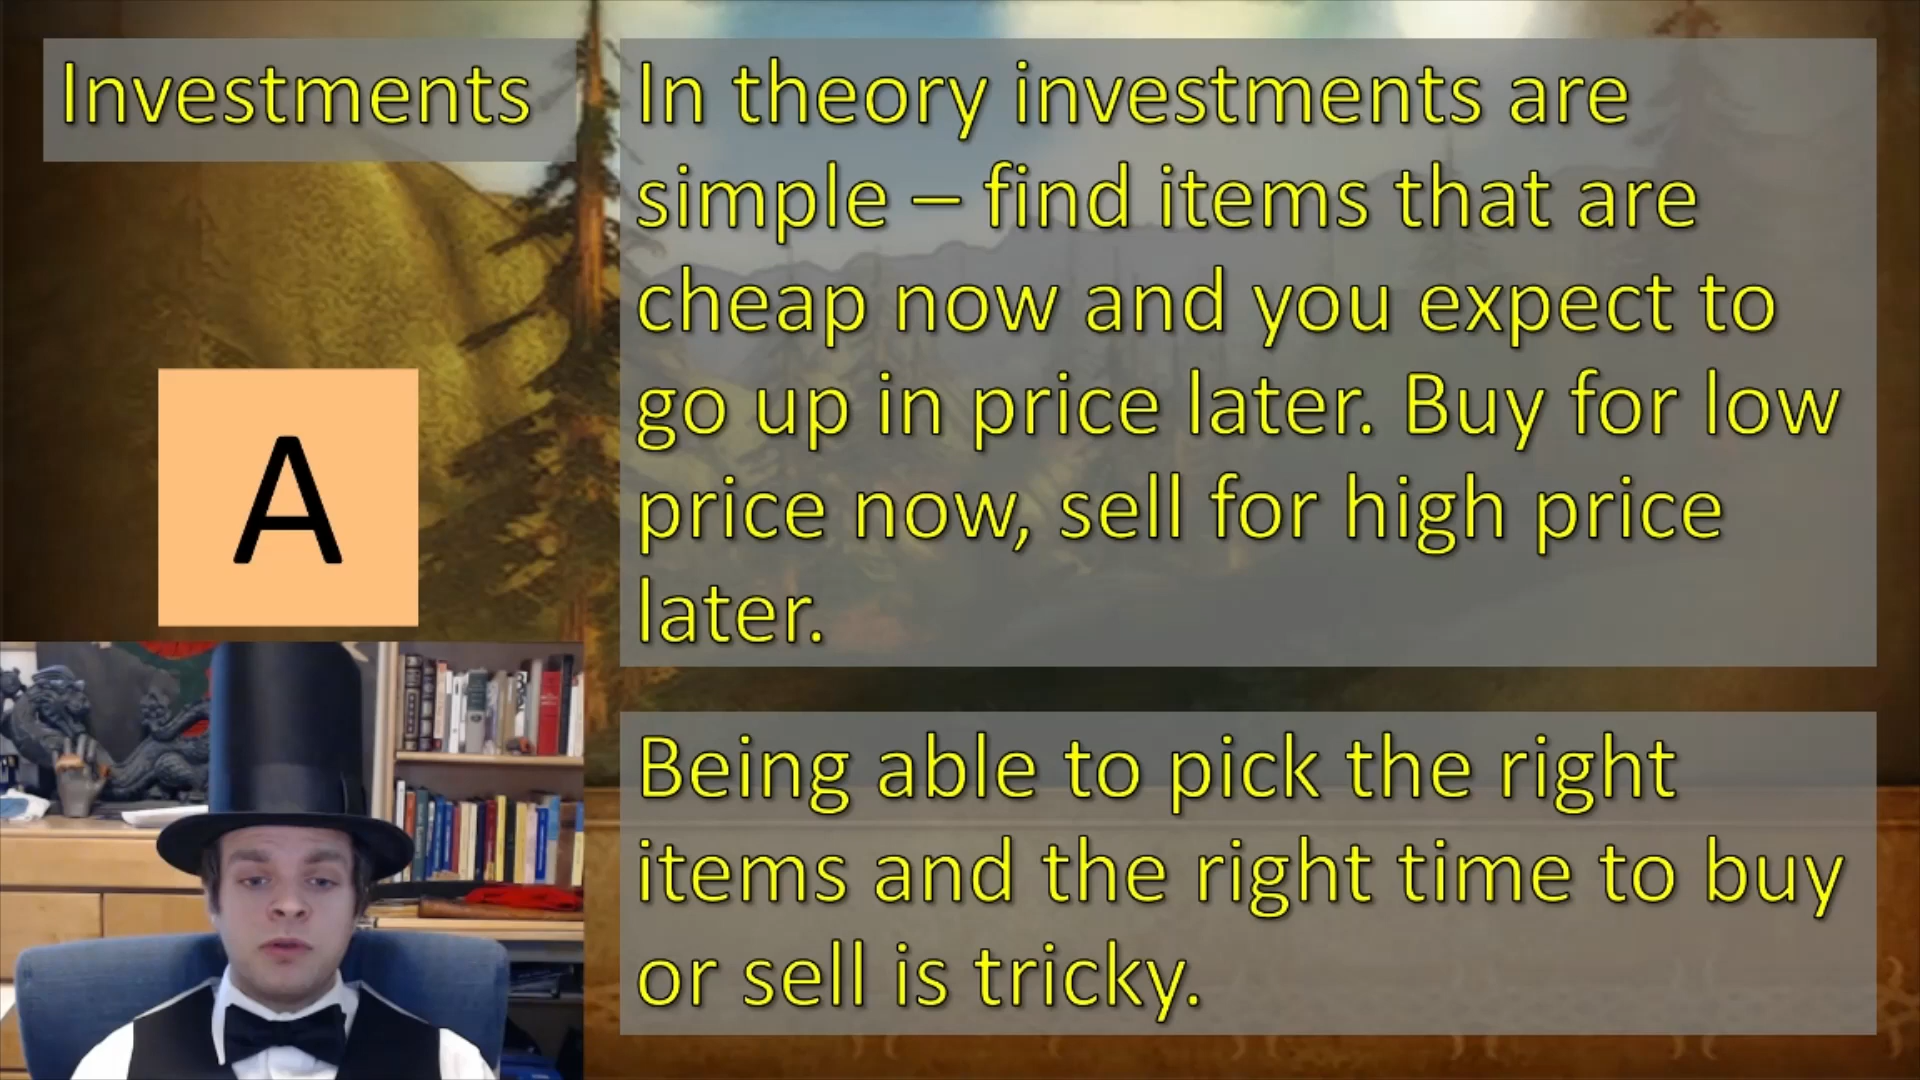 Investments
In theory investments are
simple – find items that are
cheap now and you expect to
go up in price later. Buy for low
price now, sell for high price
later.
A
Being able to pick the right
items and the right time to buy
or sell is tricky.